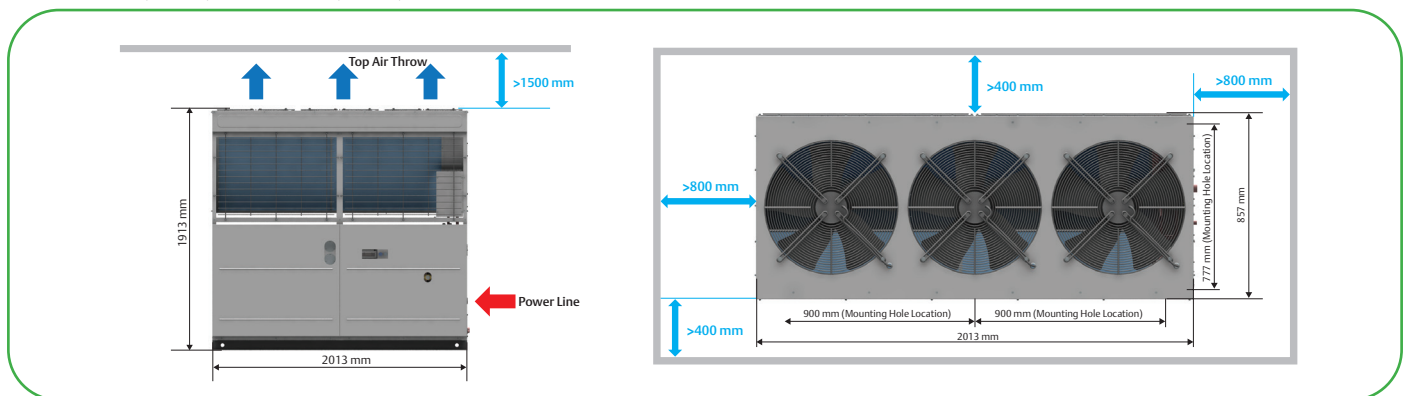 Top Air Throw
>1500 mm
1913 mm
Power Line
2013 mm
>400 mm
>800 mm
>800 mm
777 mm (Mounting Hole Location)
857 mm
900 mm (Mounting Hole Location)
900 mm (Mounting Hole Location)
>400 mm
2013 mm